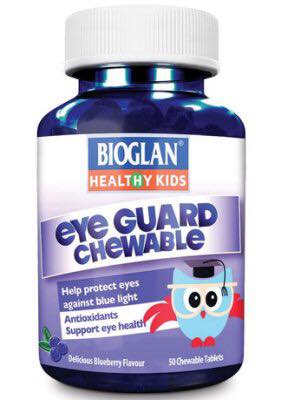 BIOGLAN®
HEALTHY KIDS
eye GUARD
CHewABLe
Help protect eyes
against blue light
Antioxidants
Support eye health
Delicious Blueberry Flavour
50 Chewable Tablets